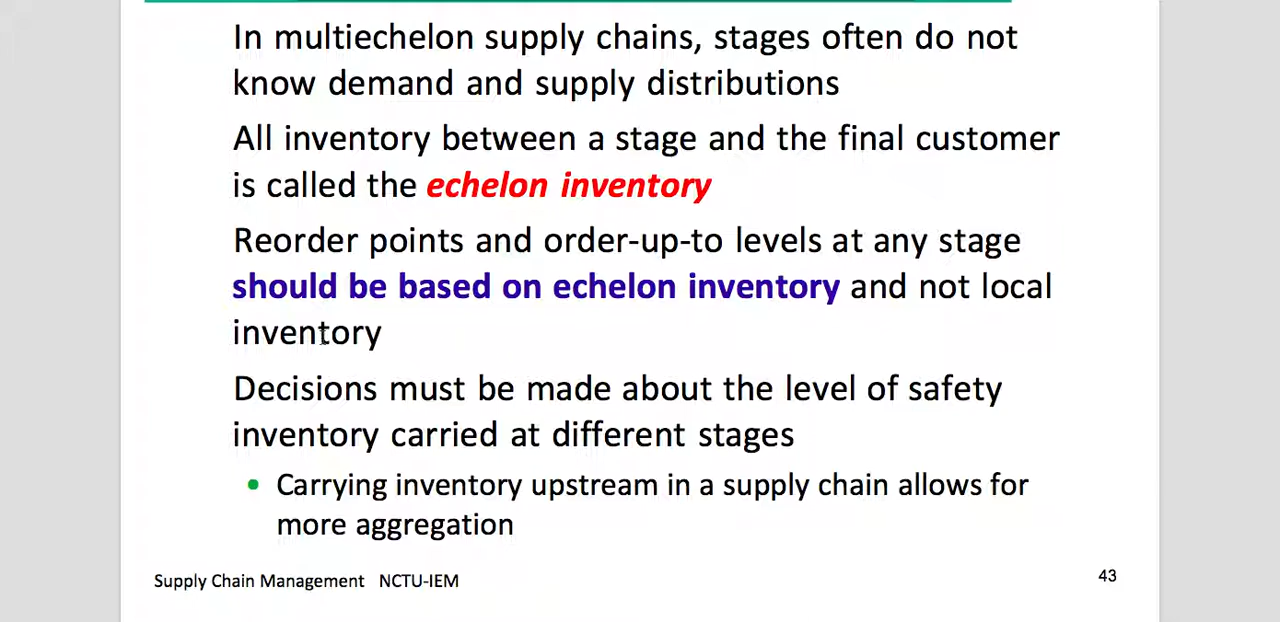 In multiechelon supply chains, stages often do not
know demand and supply distributions
All inventory between a stage and the final customer
is called the echelon inventory
Reorder points and order-up-to levels at any stage
should be based on echelon inventory and not local
inventory
Decisions must be made about the level of safety
inventory carried at different stages
• Carrying inventory upstream in a supply chain allows for
more aggregation
Supply Chain Management NCTU-IEM
43